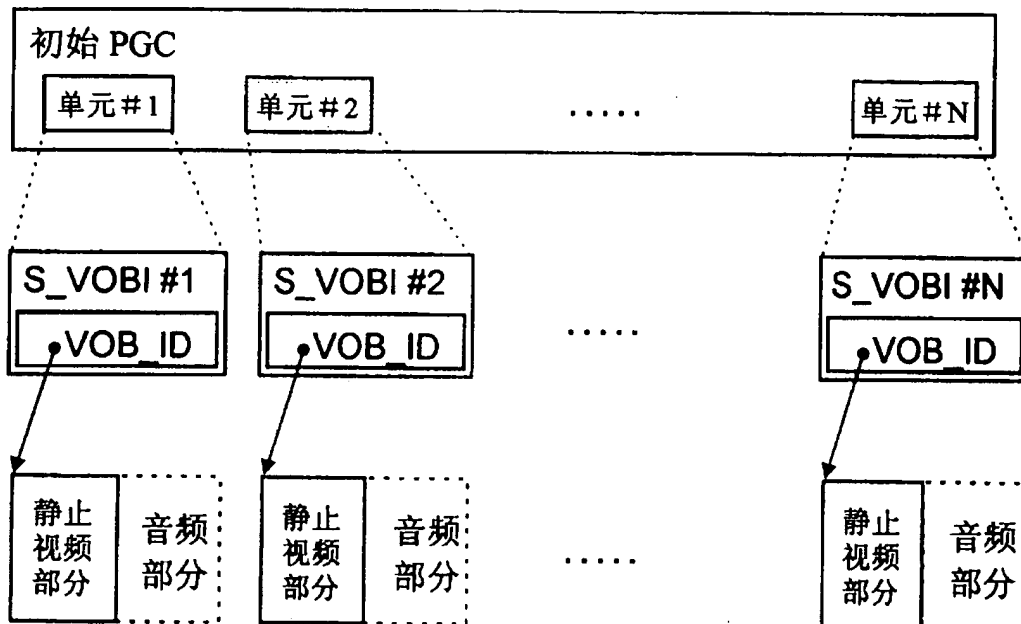 初始 PGC
单元#1 单元#2 ····· 单元#N
S_VOBI #1 S_VOBI #2 ····· S_VOBI #N
VOB_ID VOB_ID VOB_ID
静止
视频
部分
音频
部分
静止
视频
部分
音频
部分
·····
静止
视频
部分
音频
部分